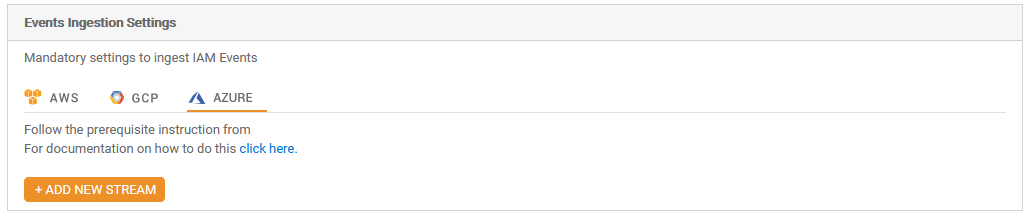 Events Ingestion Settings
Mandatory settings to ingest IAM Events
AWS GCP AZURE
Follow the prerequisite instruction from
For documentation on how to do this click here.
+ ADD NEW STREAM